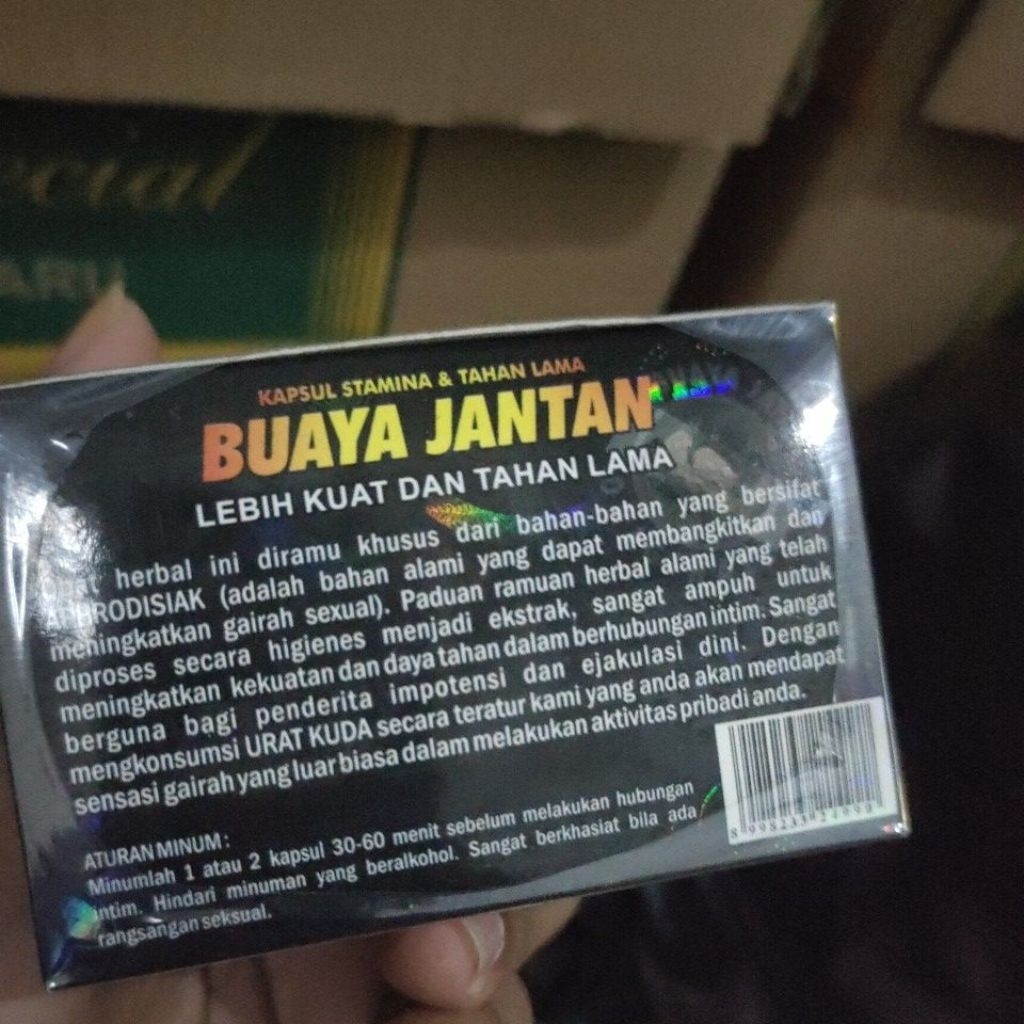 ecial
ARU
KAPSUL STAMINA & TAHAN LAMA
BUAYA JANTAN
LEBIH KUAT DAN TAHAN LAMA
herbal ini diramu khusus dari bahan-bahan yang bersifat
RODISIAK (adalah bahan alami yang dapat membangkitkan dan
meningkatkan gairah sexual). Paduan ramuan herbal alami yang telah
diproses secara higienes menjadi ekstrak, sangat ampuh untuk
meningkatkan kekuatan dan daya tahan dalam berhubungan intim. Sangat
berguna bagi penderita impotensi dan ejakulasi dini. Dengan
mengkonsumsi URAT KUDA secara teratur kami yang anda akan mendapat
sensasi gairah yang luar biasa dalam melakukan aktivitas pribadi anda.
ATURAN MINUM :
Minumlah 1 atau 2 kapsul 30-60 menit sebelum melakukan hubungan
intim. Hindari minuman yang beralkohol. Sangat berkhasiat bila ada
rangsangan seksual.